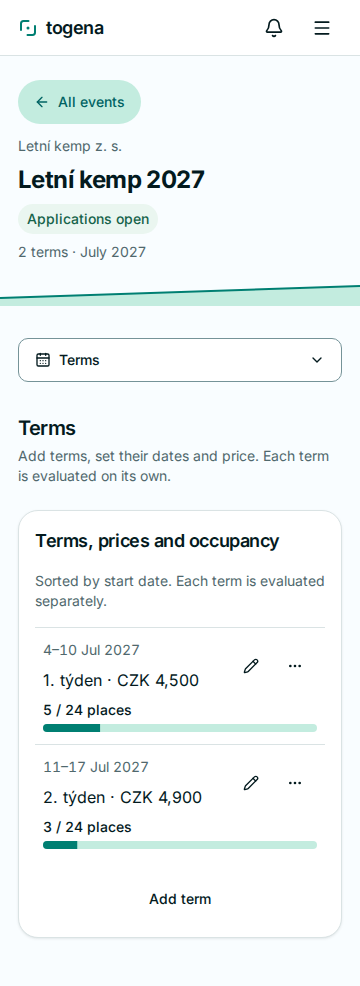 togena
All events
Letní kemp z. s.
Letní kemp 2027
Applications open
2 terms · July 2027
Terms
Terms
Add terms, set their dates and price. Each term
is evaluated on its own.
Terms, prices and occupancy
Sorted by start date. Each term is evaluated
separately.
4–10 Jul 2027
1. týden · CZK 4,500
5 / 24 places
11–17 Jul 2027
2. týden · CZK 4,900
3 / 24 places
Add term